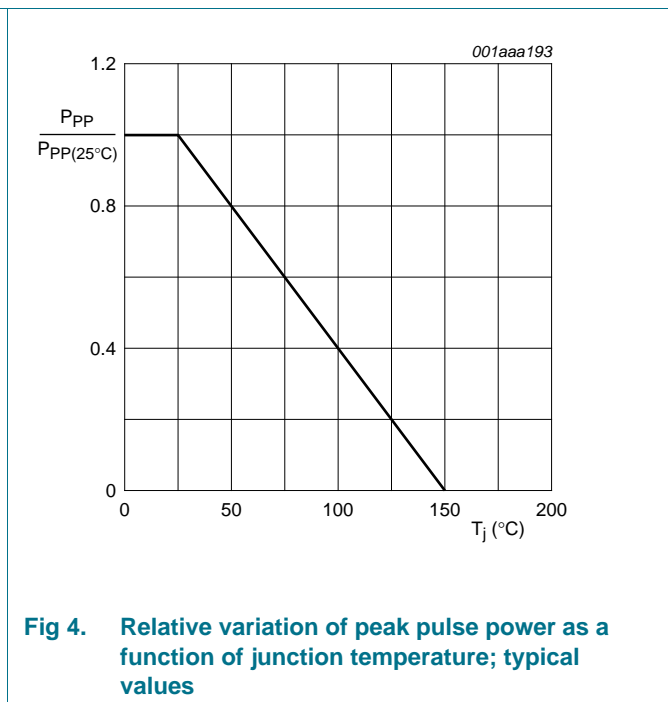 001aaa193
1.2
PPP
PPP(25°C)
0.8
0.4
0
0 50 100 150 200
Tj (°C)
Fig 4. Relative variation of peak pulse power as a
function of junction temperature; typical
values